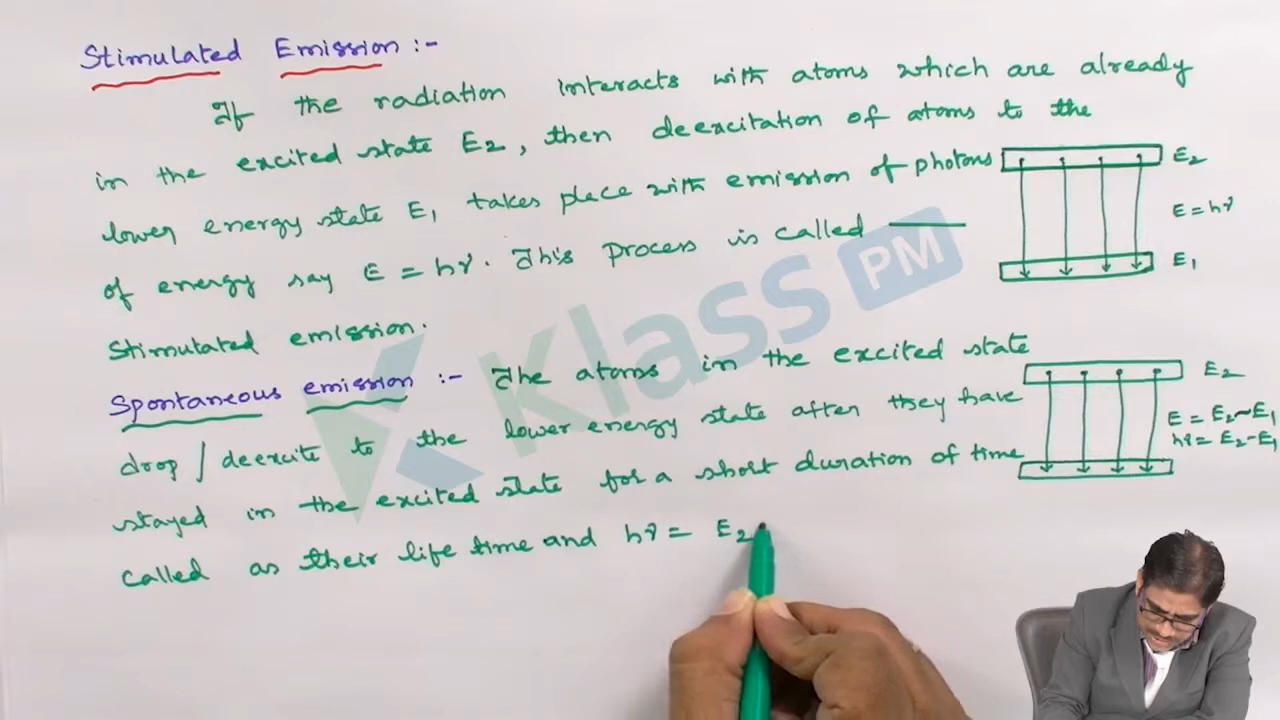 Stimulated Emission :-
If the radiation interacts with atoms which are already
in the excited state E2, then deexcitation of atoms to the
lower energy state E1 takes place with emission of photons
of energy say E = hν. This process is called
Stimulated emission.
E2
E = hν
E1
Spontaneous emission :- The atoms in the excited state
drop / deexcite to the lower energy state after they have
stayed in the excited state for a short duration of time
called as their life time and hν = E2
E2
E = E2~E1
hν = E2-E1
Klass PM